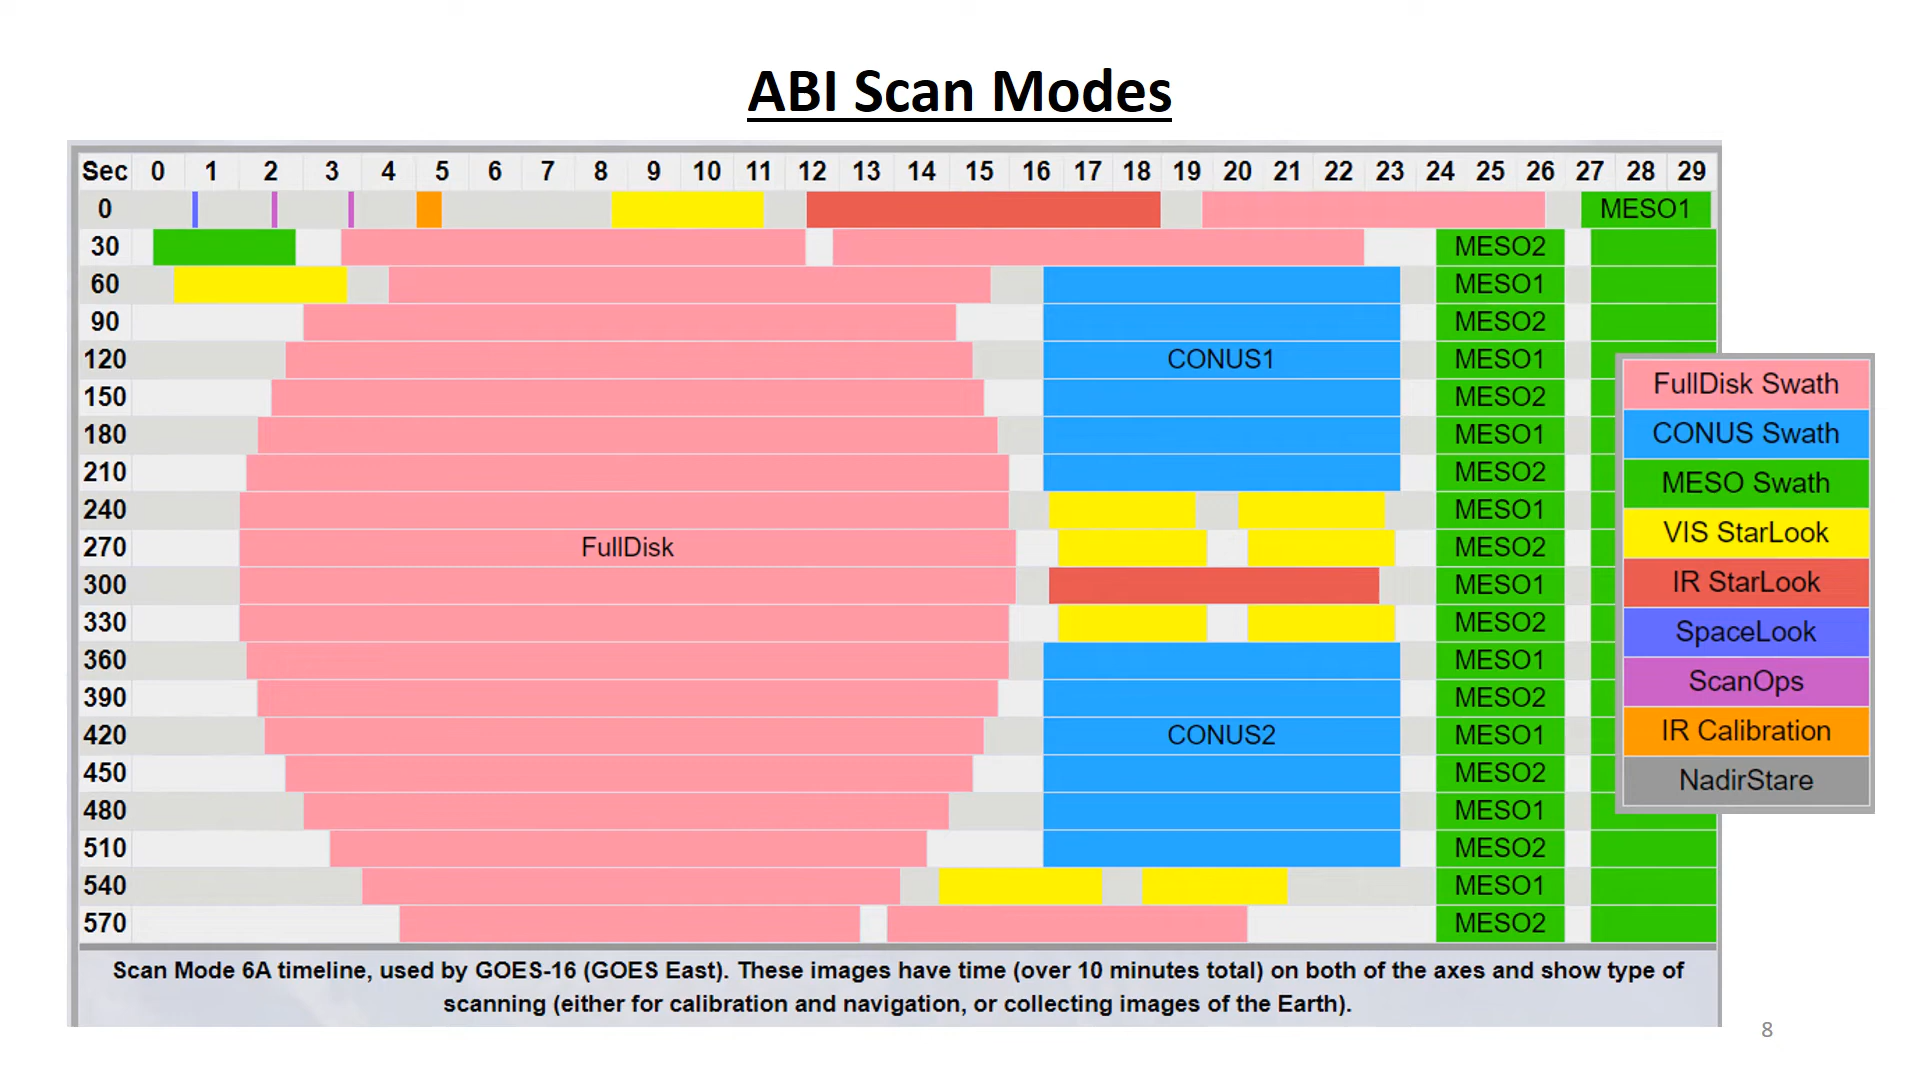 ABI Scan Modes
Sec 0 1 2 3 4 5 6 7 8 9 10 11 12 13 14 15 16 17 18 19 20 21 22 23 24 25 26 27 28 29
0 MESO1
30 MESO2
60 MESO1
90 MESO2
120 CONUS1 MESO1
150 MESO2
180 MESO1
210 MESO2
240 MESO1
270 FullDisk MESO2
300 MESO1
330 MESO2
360 MESO1
390 MESO2
420 CONUS2 MESO1
450 MESO2
480 MESO1
510 MESO2
540 MESO1
570 MESO2
FullDisk Swath
CONUS Swath
MESO Swath
VIS StarLook
IR StarLook
SpaceLook
ScanOps
IR Calibration
NadirStare
Scan Mode 6A timeline, used by GOES-16 (GOES East). These images have time (over 10 minutes total) on both of the axes and show type of
scanning (either for calibration and navigation, or collecting images of the Earth).
8